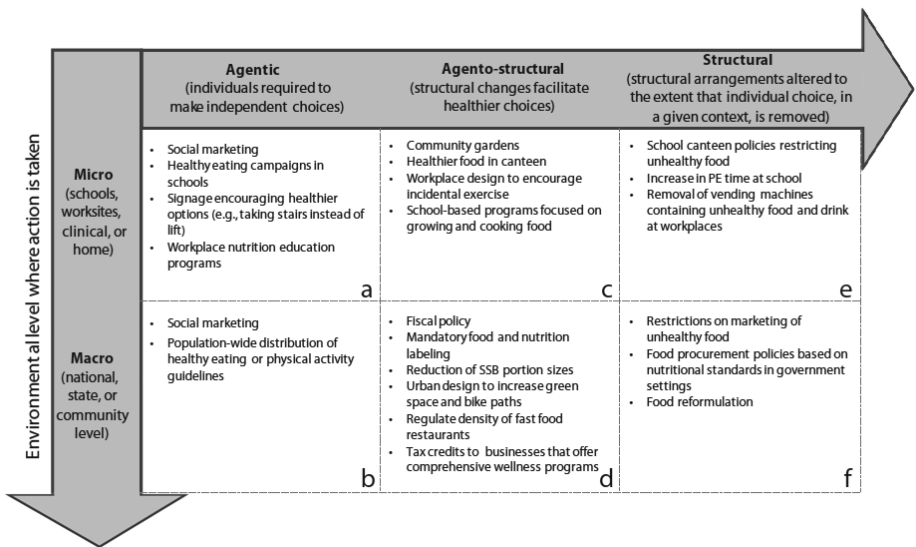 Agentic
(individuals required to
make independent choices)
Agento-structural
(structural changes facilitate
healthier choices)
Structural
(structural arrangements altered to
the extent that individual choice, in
a given context, is removed)
Environment al level where action is taken
Micro
(schools,
worksites,
clinical, or
home)
• Social marketing
• Healthy eating campaigns in
schools
• Signage encouraging healthier
options (e.g., taking stairs instead of
lift)
• Workplace nutrition education
programs
a
• Community gardens
• Healthier food in canteen
• Workplace design to encourage
incidental exercise
• School-based programs focused on
growing and cooking food
c
• School canteen policies restricting
unhealthy food
• Increase in PE time at school
• Removal of vending machines
containing unhealthy food and drink
at workplaces
e
Macro
(national,
state, or
community
level)
• Social marketing
• Population-wide distribution of
healthy eating or physical activity
guidelines
b
• Fiscal policy
• Mandatory food and nutrition
labeling
• Reduction of SSB portion sizes
• Urban design to increase green
space and bike paths
• Regulate density of fast food
restaurants
• Tax credits to businesses that offer
comprehensive wellness programs
d
• Restrictions on marketing of
unhealthy food
• Food procurement policies based on
nutritional standards in government
settings
• Food reformulation
f